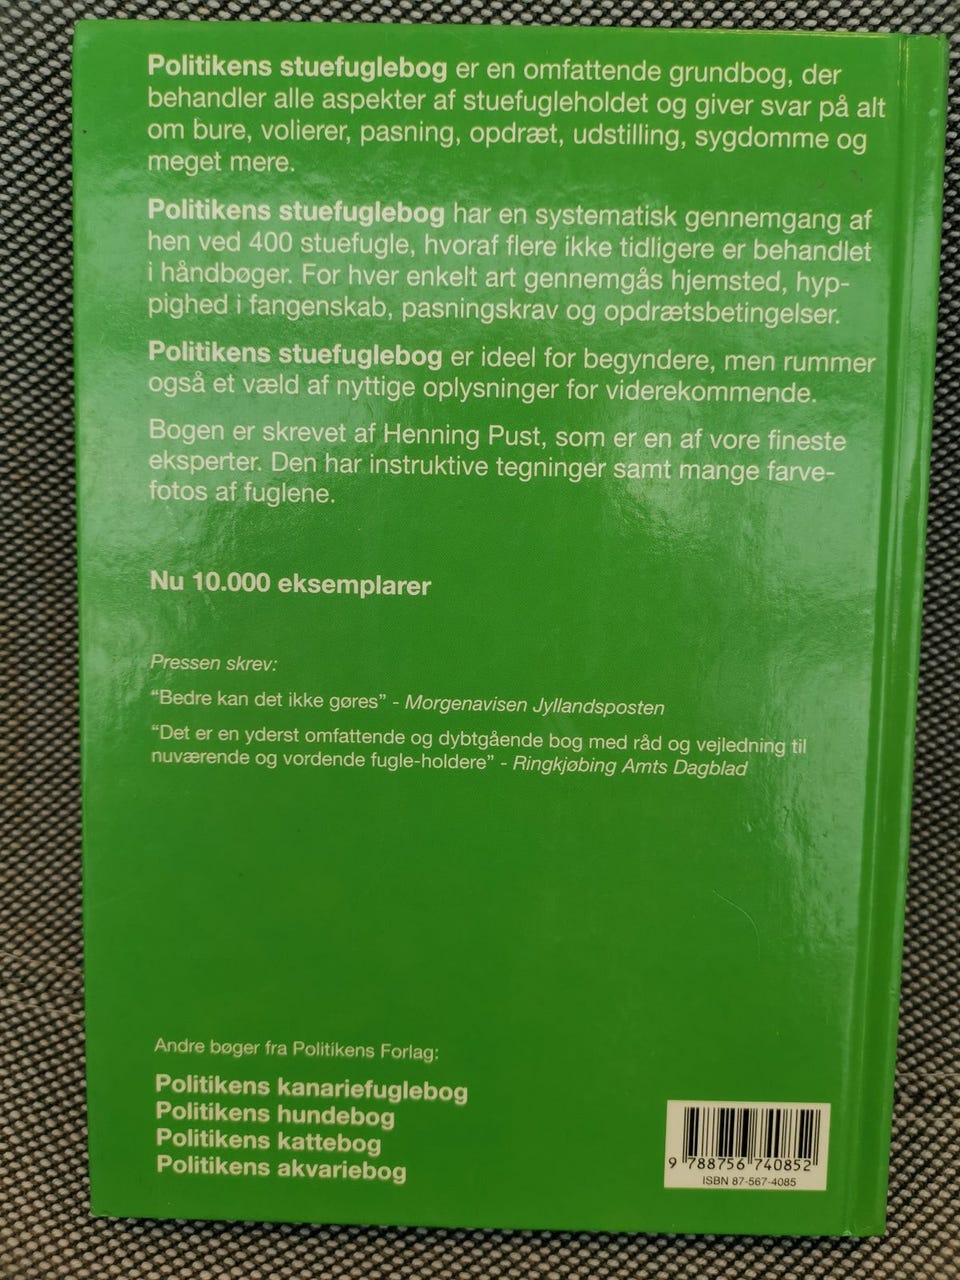 Politikens stuefuglebog er en omfattende grundbog, der
behandler alle aspekter af stuefugleholdet og giver svar på alt
om bure, volierer, pasning, opdræt, udstilling, sygdomme og
meget mere.
Politikens stuefuglebog har en systematisk gennemgang af
hen ved 400 stuefugle, hvoraf flere ikke tidligere er behandlet
i håndbøger. For hver enkelt art gennemgås hjemsted, hyp-
pighed i fangenskab, pasningskrav og opdrætsbetingelser.
Politikens stuefuglebog er ideel for begyndere, men rummer
også et væld af nyttige oplysninger for viderekommende.
Bogen er skrevet af Henning Pust, som er en af vore fineste
eksperter. Den har instruktive tegninger samt mange farve-
fotos af fuglene.
Nu 10.000 eksemplarer
Pressen skrev:
“Bedre kan det ikke gøres” - Morgenavisen Jyllandsposten
“Det er en yderst omfattende og dybtgående bog med råd og vejledning til
nuværende og vordende fugle-holdere” - Ringkjøbing Amts Dagblad
Andre bøger fra Politikens Forlag:
Politikens kanariefuglebog
Politikens hundebog
Politikens kattebog
Politikens akvariebog
9 788756 740852
ISBN 87-567-4085